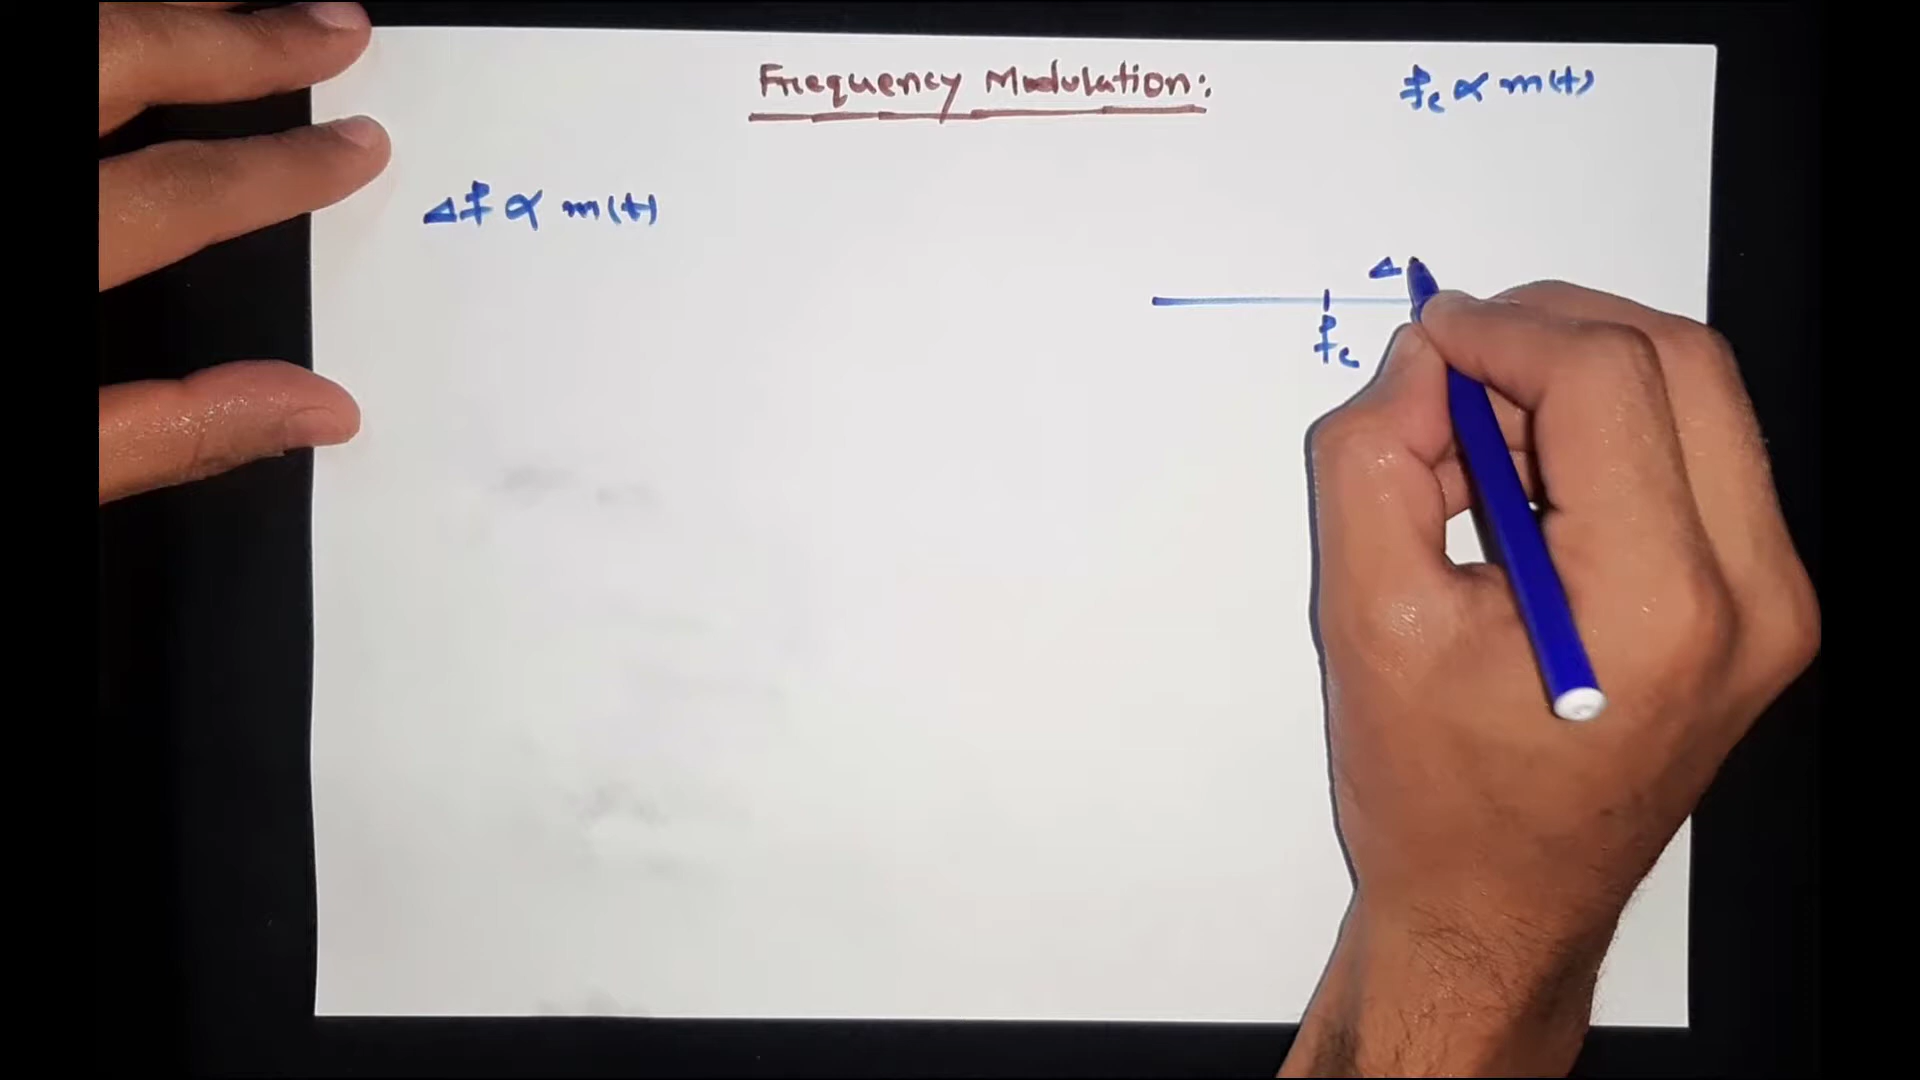 Frequency Modulation:
fc ∝ m(t)
Δf ∝ m(t)
Δ
fc